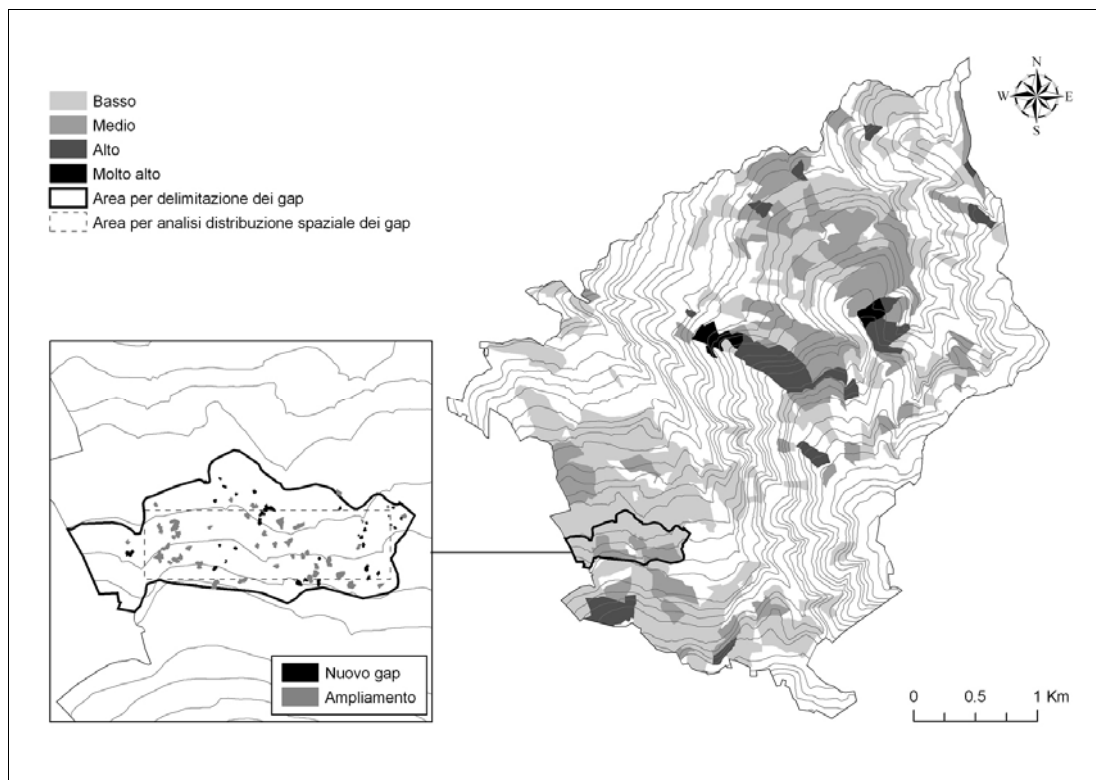 Basso
Medio
Alto
Molto alto
Area per delimitazione dei gap
Area per analisi distribuzione spaziale dei gap
N
W E
S
Nuovo gap
Ampliamento
0 0.5 1 Km